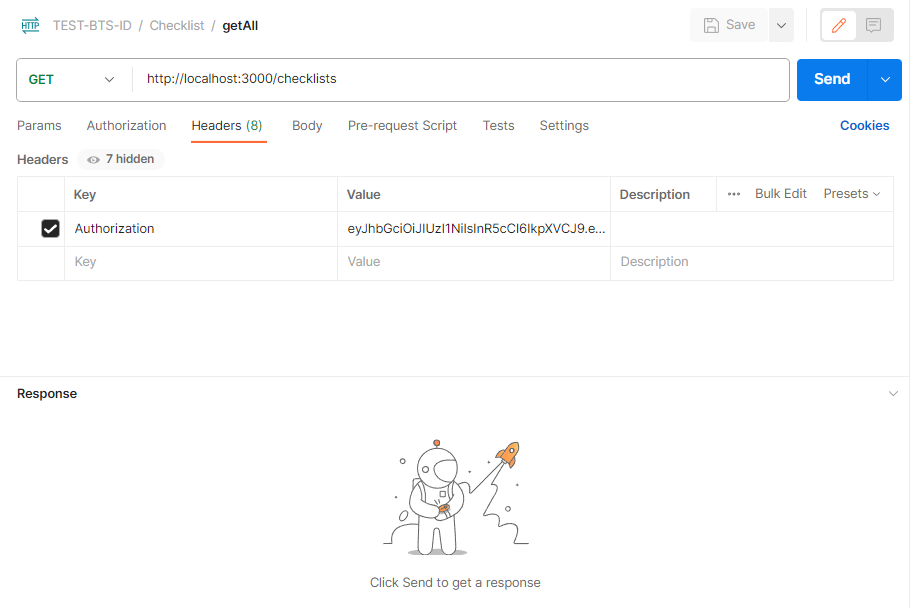 HTTP TEST-BTS-ID / Checklist / getAll Save
GET http://localhost:3000/checklists Send
Params Authorization Headers (8) Body Pre-request Script Tests Settings Cookies
Headers 7 hidden
Key Value Description Bulk Edit Presets
Authorization eyJhbGciOiJIUzI1NiIsInR5cCI6IkpXVCJ9.e...
Key Value Description
Response
Click Send to get a response